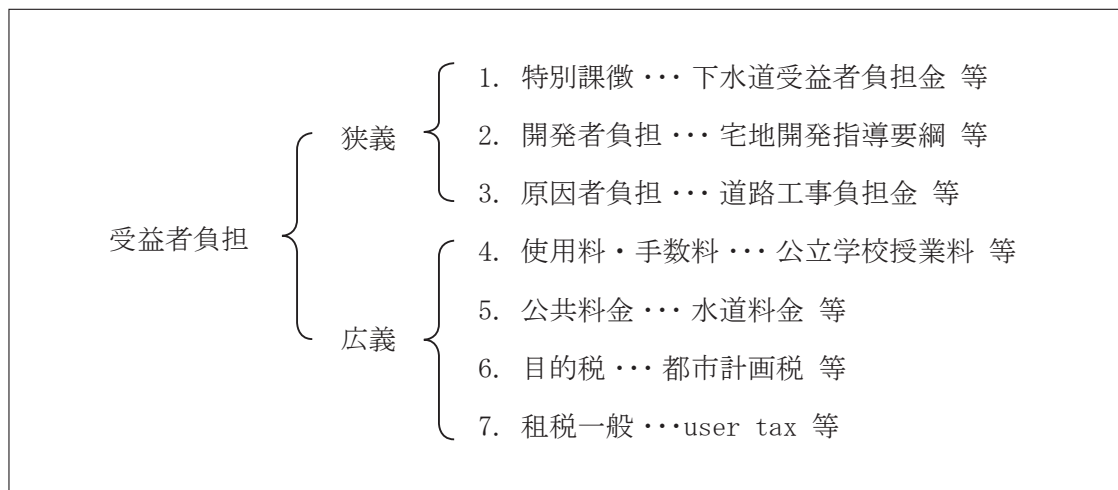 受益者負担
狭義
1. 特別課徴 ･･･ 下水道受益者負担金 等
2. 開発者負担 ･･･ 宅地開発指導要綱 等
3. 原因者負担 ･･･ 道路工事負担金 等
広義
4. 使用料・手数料 ･･･ 公立学校授業料 等
5. 公共料金 ･･･ 水道料金 等
6. 目的税 ･･･ 都市計画税 等
7. 租税一般 ･･･user tax 等